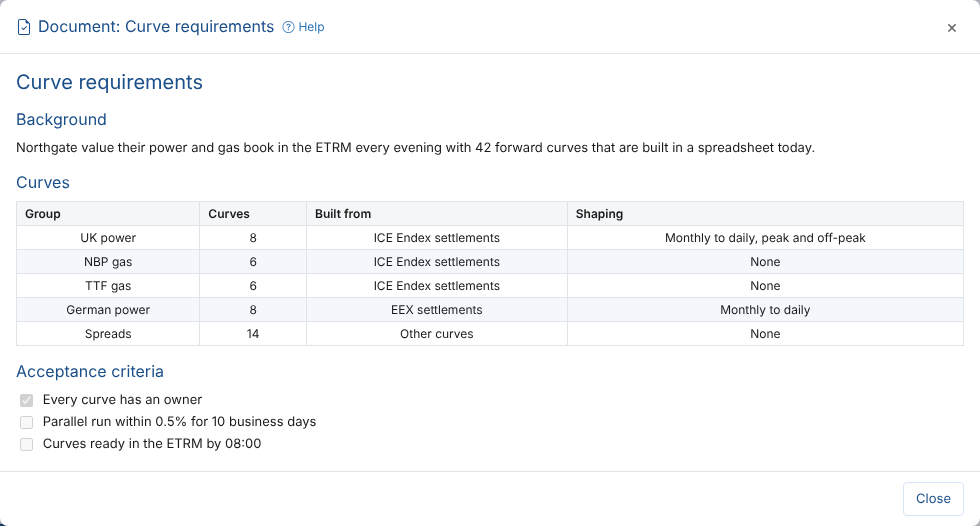 Document: Curve requirements Help
Curve requirements
Background
Northgate value their power and gas book in the ETRM every evening with 42 forward curves that are built in a spreadsheet today.
Curves
Group Curves Built from Shaping
UK power 8 ICE Endex settlements Monthly to daily, peak and off-peak
NBP gas 6 ICE Endex settlements None
TTF gas 6 ICE Endex settlements None
German power 8 EEX settlements Monthly to daily
Spreads 14 Other curves None
Acceptance criteria
Every curve has an owner
Parallel run within 0.5% for 10 business days
Curves ready in the ETRM by 08:00
Close